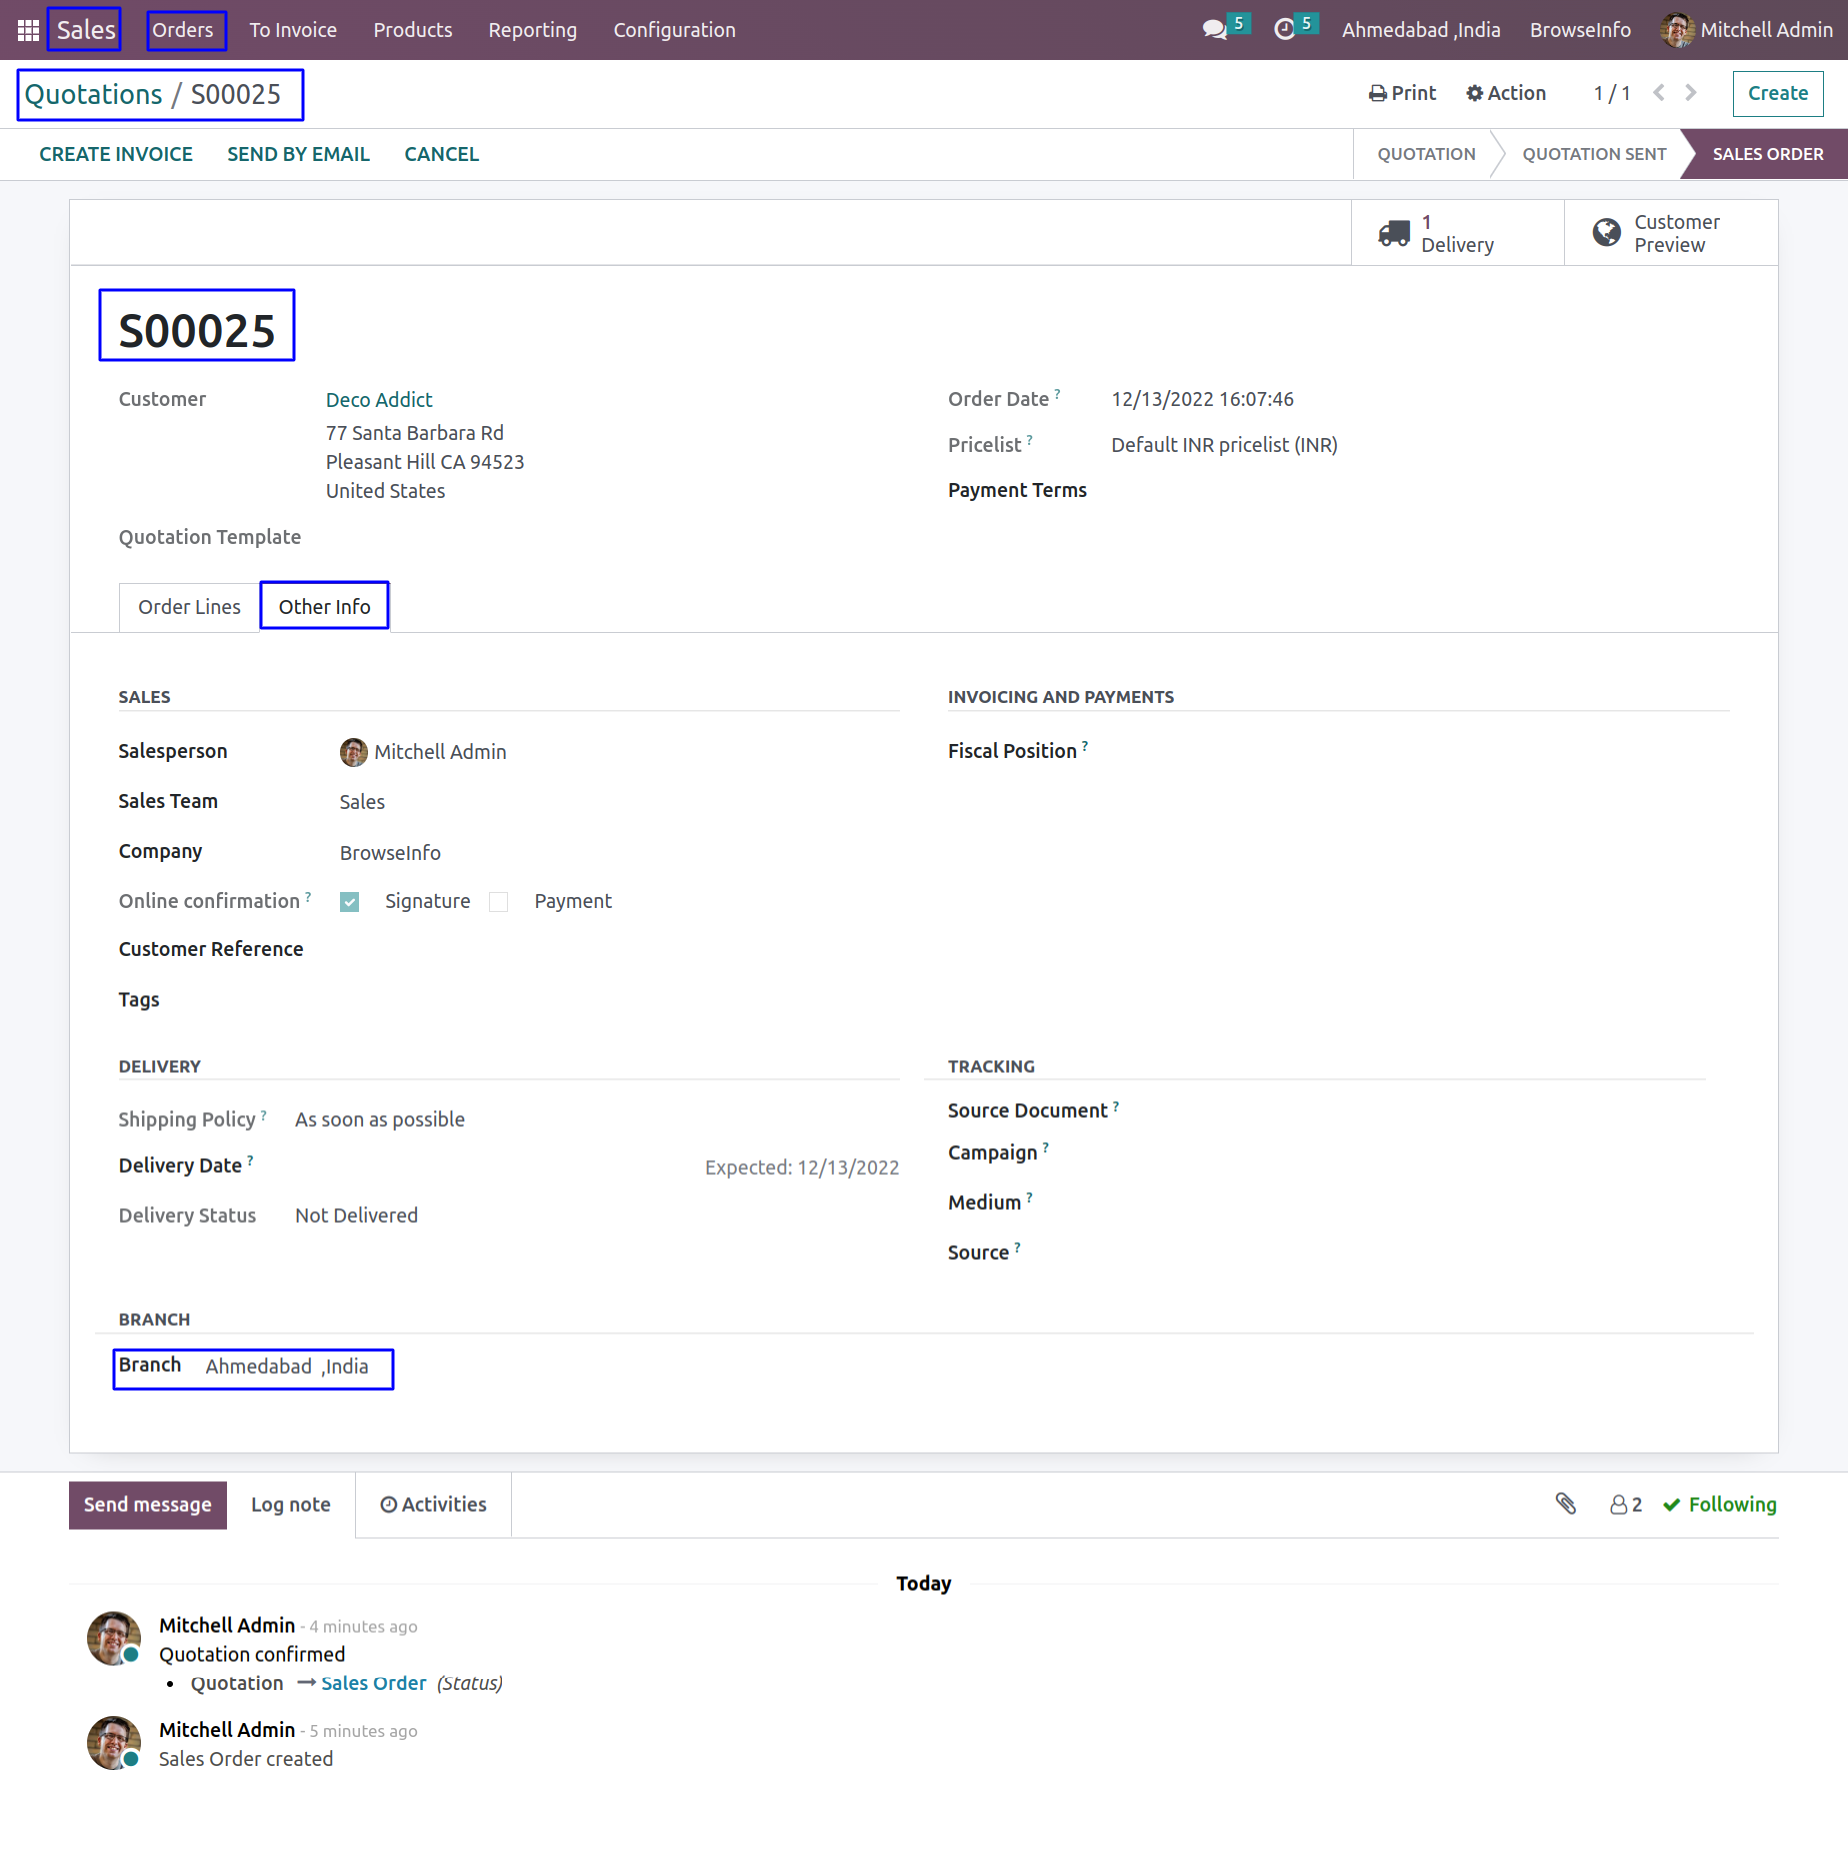 Sales Orders To Invoice Products Reporting Configuration 5 5 Ahmedabad ,India BrowseInfo Mitchell Admin
Quotations / S00025 Print Action 1 / 1 Create
CREATE INVOICE SEND BY EMAIL CANCEL QUOTATION QUOTATION SENT SALES ORDER
1 Delivery
Customer Preview
S00025
Customer Deco Addict
77 Santa Barbara Rd
Pleasant Hill CA 94523
United States
Quotation Template
Order Date ? 12/13/2022 16:07:46
Pricelist ? Default INR pricelist (INR)
Payment Terms
Order Lines Other Info
SALES
Salesperson Mitchell Admin
Sales Team Sales
Company BrowseInfo
Online confirmation ? Signature Payment
Customer Reference
Tags
INVOICING AND PAYMENTS
Fiscal Position ?
DELIVERY
Shipping Policy ? As soon as possible
Delivery Date ? Expected: 12/13/2022
Delivery Status Not Delivered
TRACKING
Source Document ?
Campaign ?
Medium ?
Source ?
BRANCH
Branch Ahmedabad ,India
Send message Log note Activities 2 Following
Today
Mitchell Admin - 4 minutes ago
Quotation confirmed
• Quotation → Sales Order (Status)
Mitchell Admin - 5 minutes ago
Sales Order created